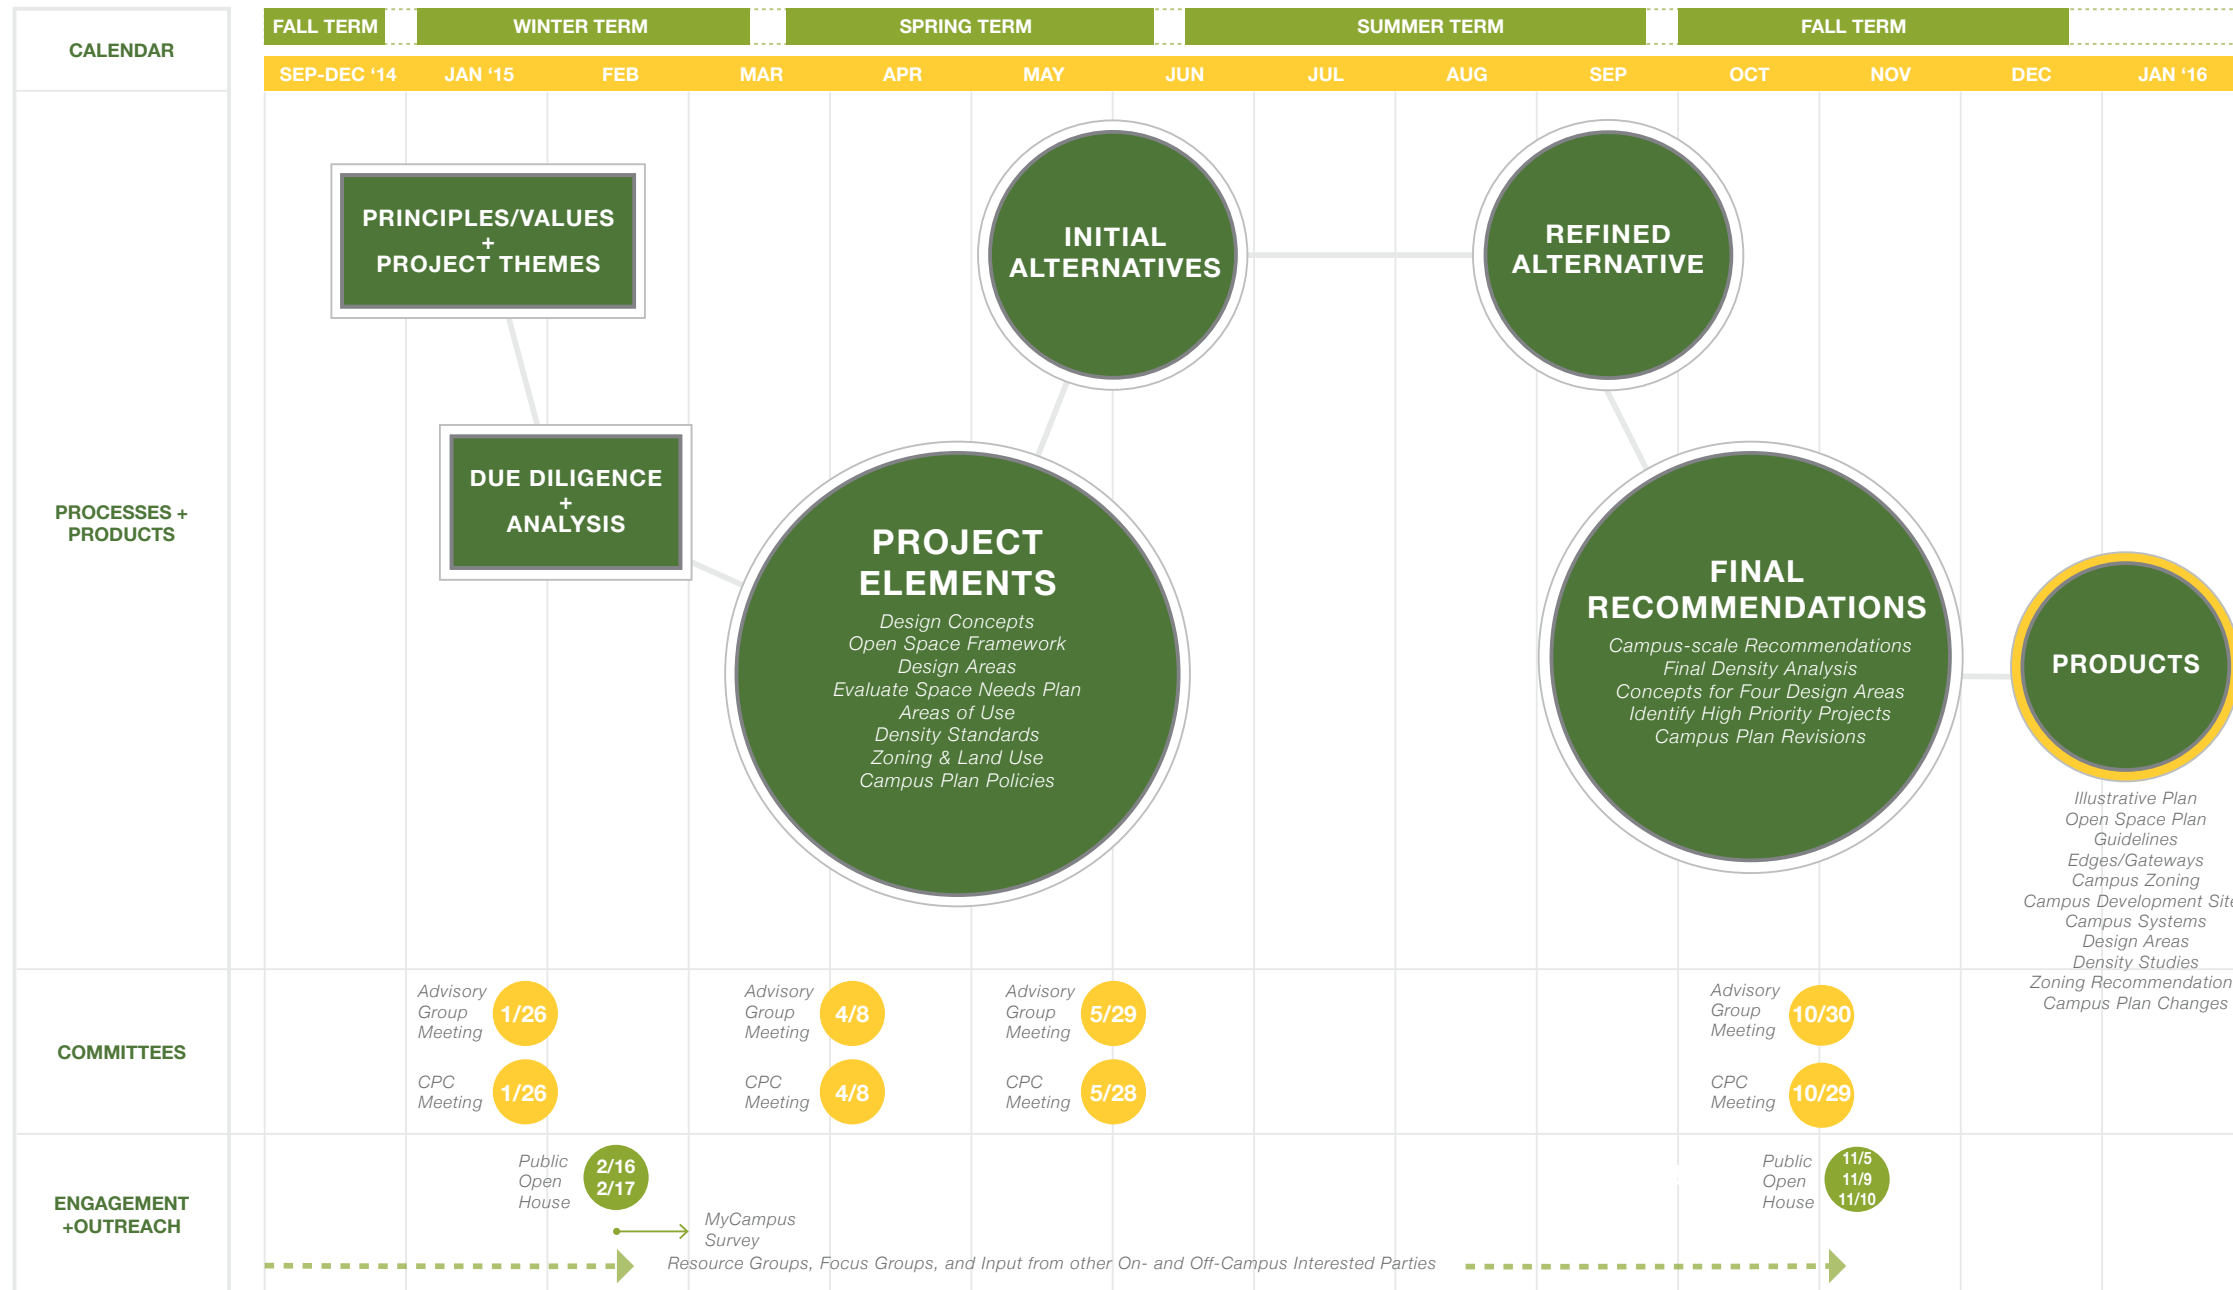 CALENDAR
FALL TERM
WINTER TERM
SPRING TERM
SUMMER TERM
FALL TERM
SEP-DEC ‘14
JAN ‘15
FEB
MAR
APR
MAY
JUN
JUL
AUG
SEP
OCT
NOV
DEC
JAN ‘16
PROCESSES +
PRODUCTS
PRINCIPLES/VALUES
+
PROJECT THEMES
DUE DILIGENCE
+
ANALYSIS
PROJECT
ELEMENTS
Design Concepts
Open Space Framework
Design Areas
Evaluate Space Needs Plan
Areas of Use
Density Standards
Zoning & Land Use
Campus Plan Policies
INITIAL
ALTERNATIVES
REFINED
ALTERNATIVE
FINAL
RECOMMENDATIONS
Campus-scale Recommendations
Final Density Analysis
Concepts for Four Design Areas
Identify High Priority Projects
Campus Plan Revisions
PRODUCTS
Illustrative Plan
Open Space Plan
Guidelines
Edges/Gateways
Campus Zoning
Campus Development Site
Campus Systems
Design Areas
Density Studies
Zoning Recommendation
Campus Plan Changes
COMMITTEES
Advisory
Group
Meeting
1/26
Advisory
Group
Meeting
4/8
Advisory
Group
Meeting
5/29
Advisory
Group
Meeting
10/30
CPC
Meeting
1/26
CPC
Meeting
4/8
CPC
Meeting
5/28
CPC
Meeting
10/29
ENGAGEMENT
+OUTREACH
Public
Open
House
2/16
2/17
Public
Open
House
11/5
11/9
11/10
MyCampus
Survey
Resource Groups, Focus Groups, and Input from other On- and Off-Campus Interested Parties